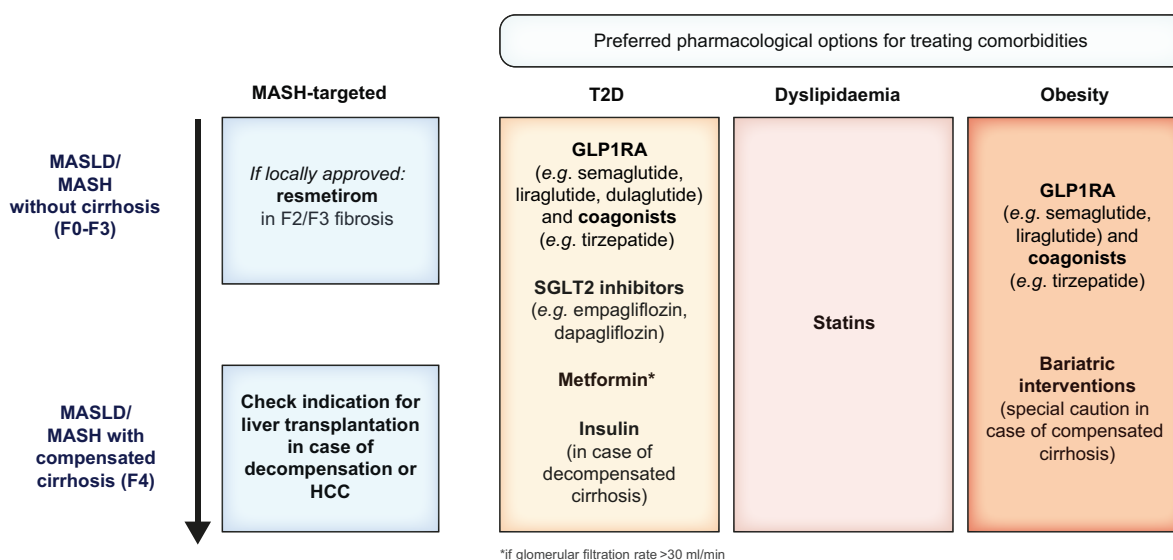 Preferred pharmacological options for treating comorbidities
MASH-targeted
T2D
Dyslipidaemia
Obesity
MASLD/
MASH
without cirrhosis
(F0-F3)
If locally approved:
resmetirom
in F2/F3 fibrosis
GLP1RA
(e.g. semaglutide,
liraglutide, dulaglutide)
and coagonists
(e.g. tirzepatide)
SGLT2 inhibitors
(e.g. empagliflozin,
dapagliflozin)
Metformin*
Insulin
(in case of
decompensated
cirrhosis)
Statins
GLP1RA
(e.g. semaglutide,
liraglutide) and
coagonists
(e.g. tirzepatide)
Bariatric
interventions
(special caution in
case of compensated
cirrhosis)
MASLD/
MASH with
compensated
cirrhosis (F4)
Check indication for
liver transplantation
in case of
decompensation or
HCC
*if glomerular filtration rate >30 ml/min